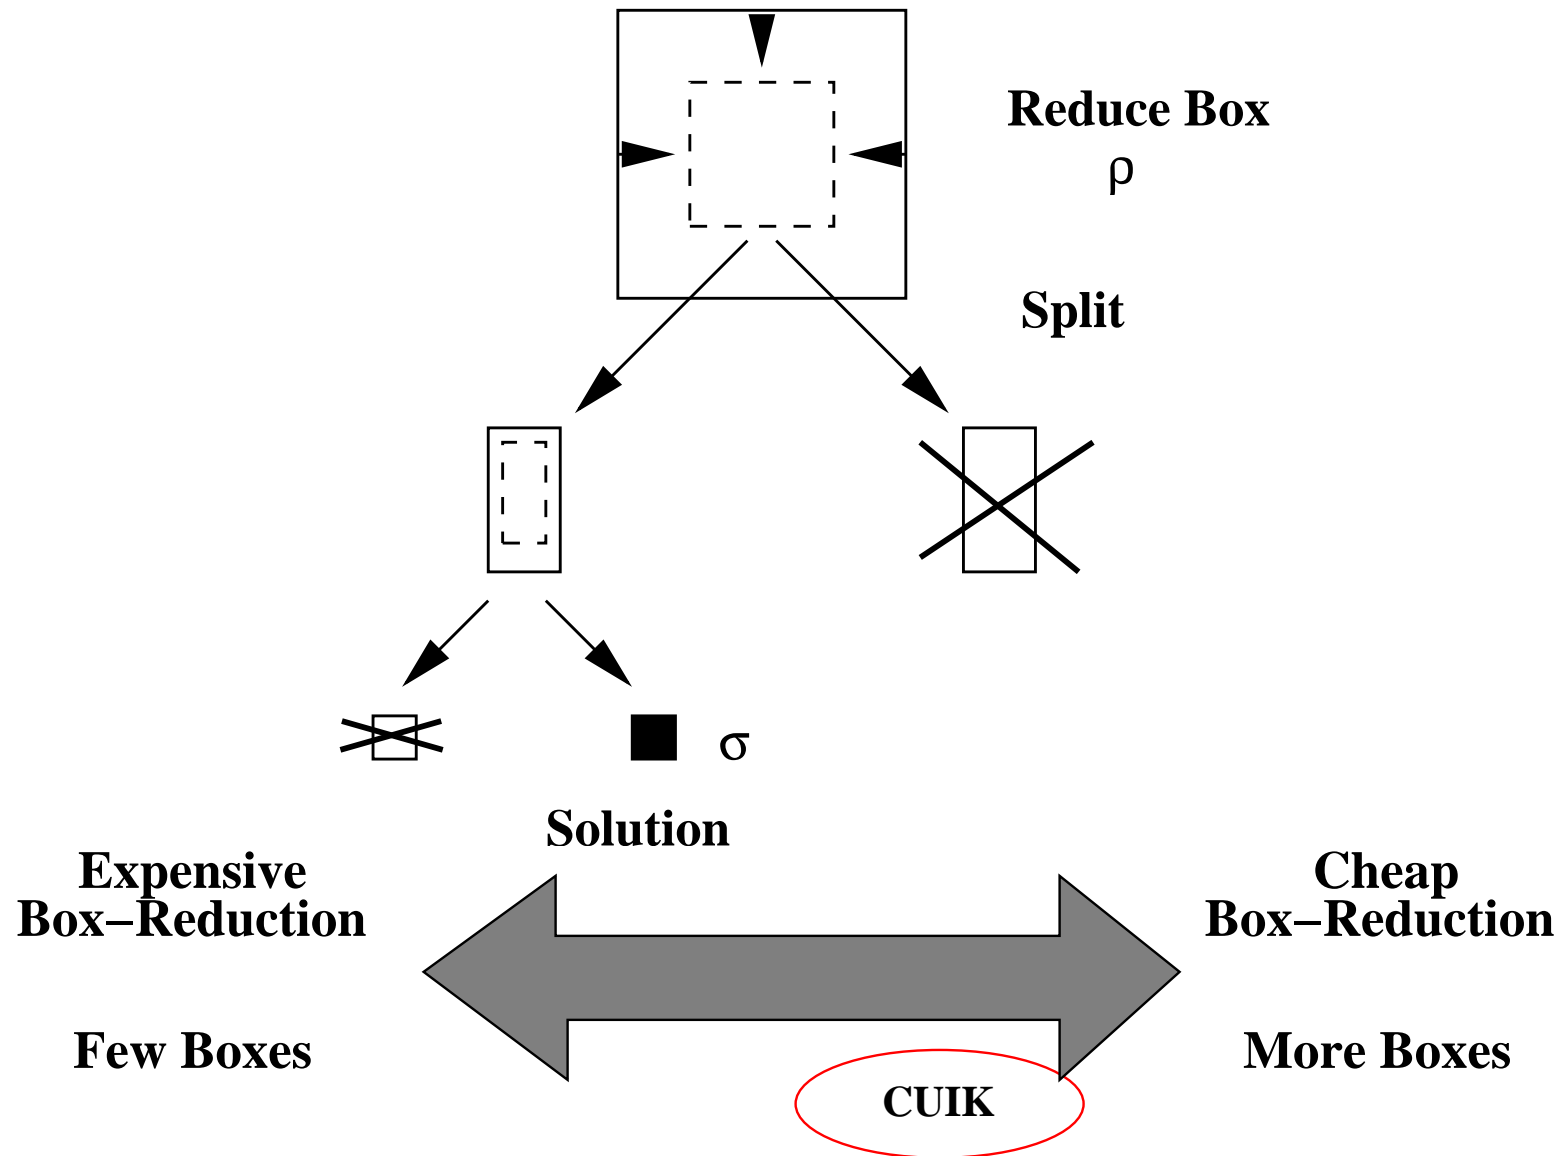 Reduce Box
ρ
Split
σ
Solution
Expensive
Box−Reduction
Cheap
Box−Reduction
Few Boxes
More Boxes
CUIK